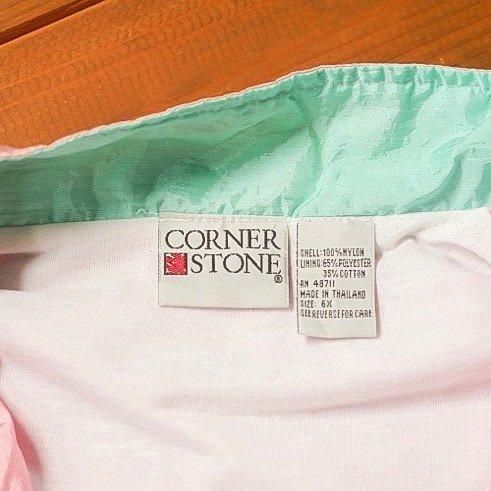 CORNER
STONE®
SHELL: 100% NYLON
LINING: 65% POLYESTER
35% COTTON
RN 48711
MADE IN THAILAND
SIZE: 6X
SEE REVERSE FOR CARE